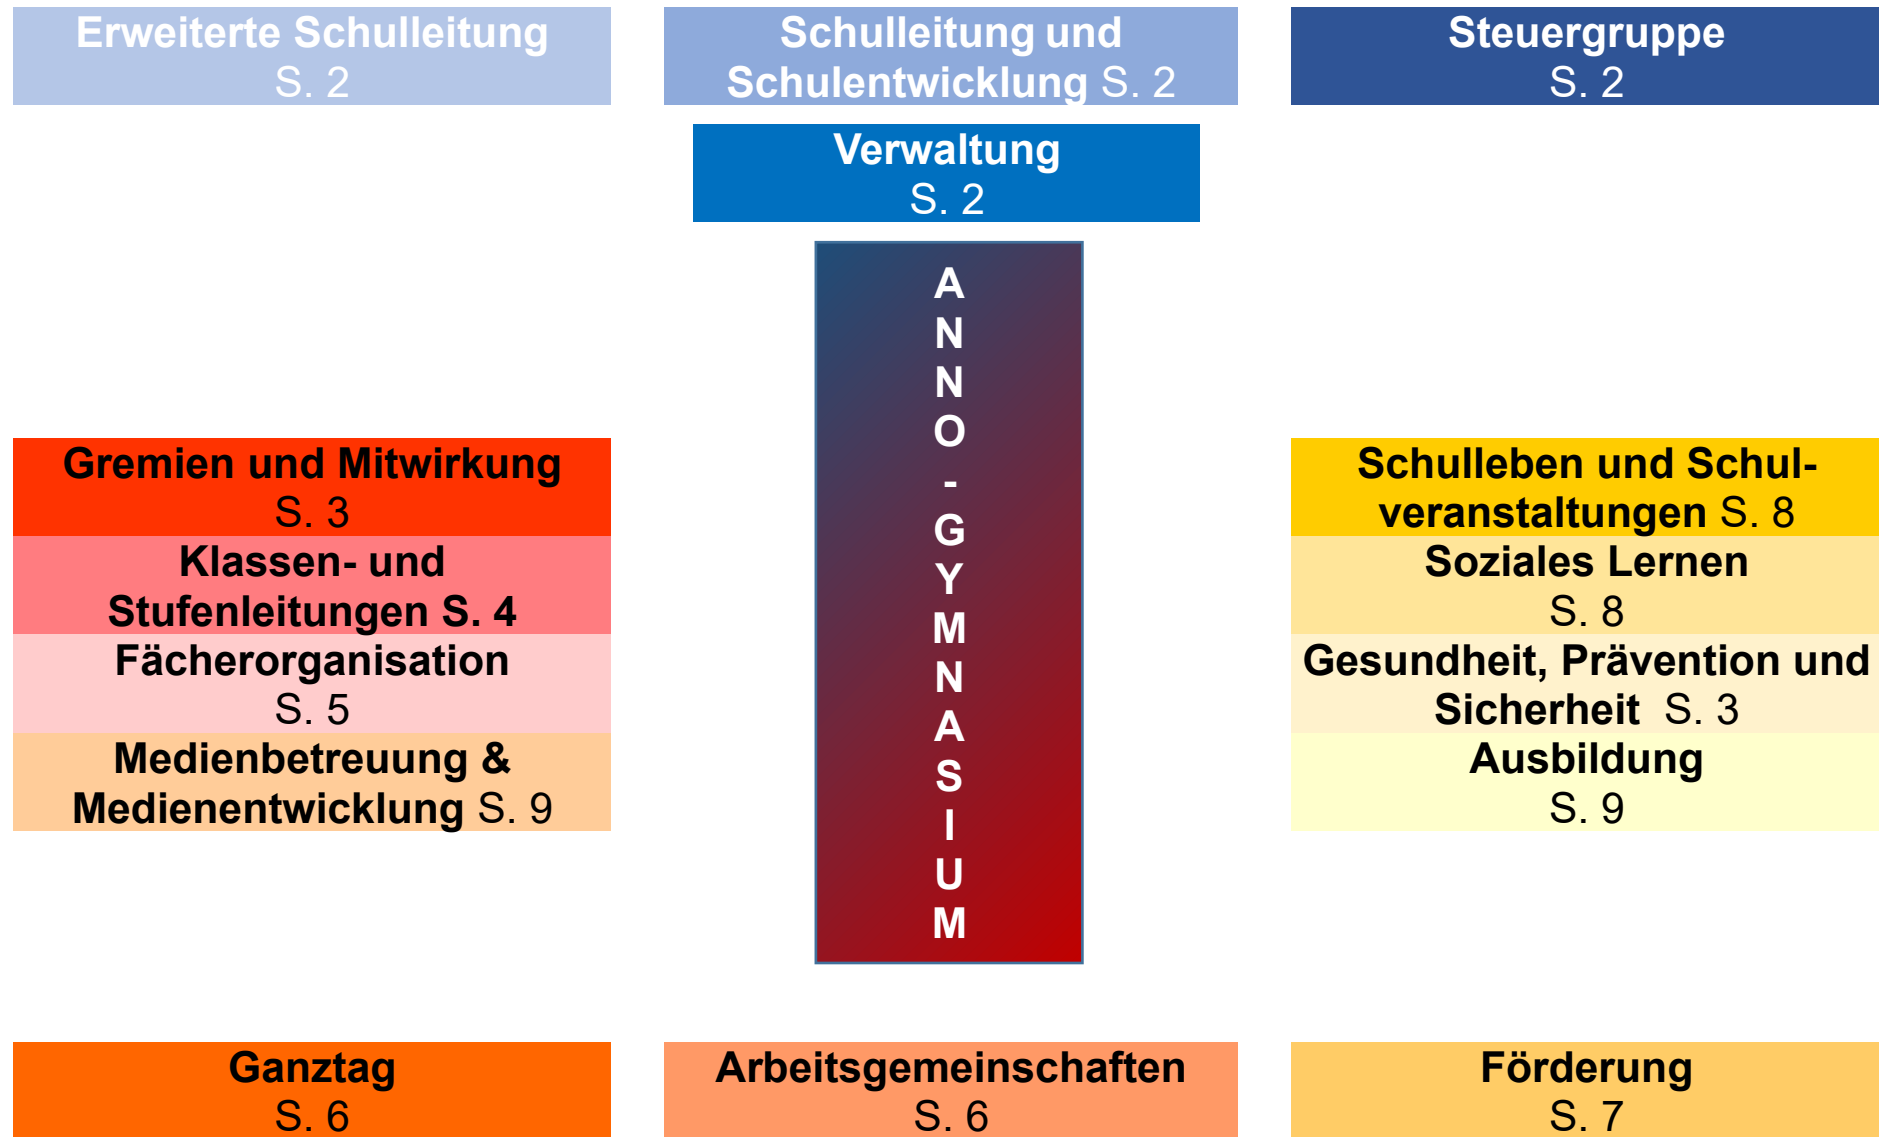 Erweiterte Schulleitung
S. 2
Schulleitung und
Schulentwicklung S. 2
Steuergruppe
S. 2
Verwaltung
S. 2
A
N
N
O
-
G
Y
M
N
A
S
I
U
M
Gremien und Mitwirkung
S. 3
Klassen- und
Stufenleitungen S. 4
Fächerorganisation
S. 5
Medienbetreuung &
Medienentwicklung S. 9
Schulleben und Schul-
veranstaltungen S. 8
Soziales Lernen
S. 8
Gesundheit, Prävention und
Sicherheit S. 3
Ausbildung
S. 9
Ganztag
S. 6
Arbeitsgemeinschaften
S. 6
Förderung
S. 7